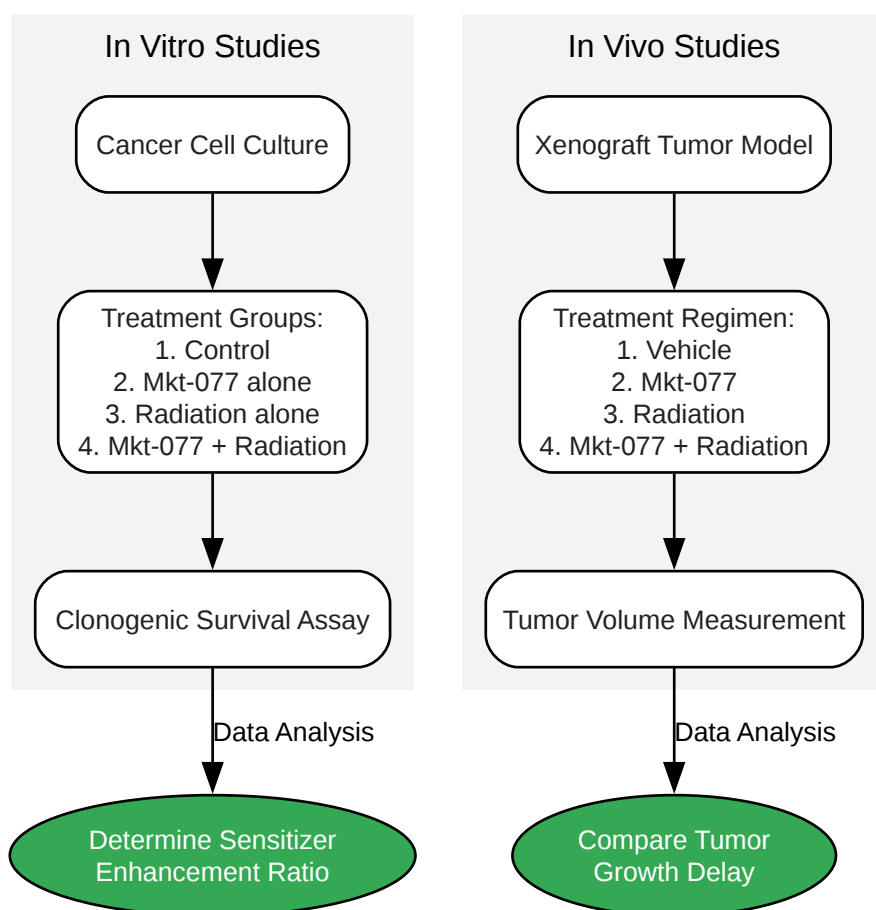 In Vitro Studies
Cancer Cell Culture
Treatment Groups:
1. Control
2. Mkt-077 alone
3. Radiation alone
4. Mkt-077 + Radiation
Clonogenic Survival Assay
Data Analysis
Determine Sensitizer
Enhancement Ratio
In Vivo Studies
Xenograft Tumor Model
Treatment Regimen:
1. Vehicle
2. Mkt-077
3. Radiation
4. Mkt-077 + Radiation
Tumor Volume Measurement
Data Analysis
Compare Tumor
Growth Delay